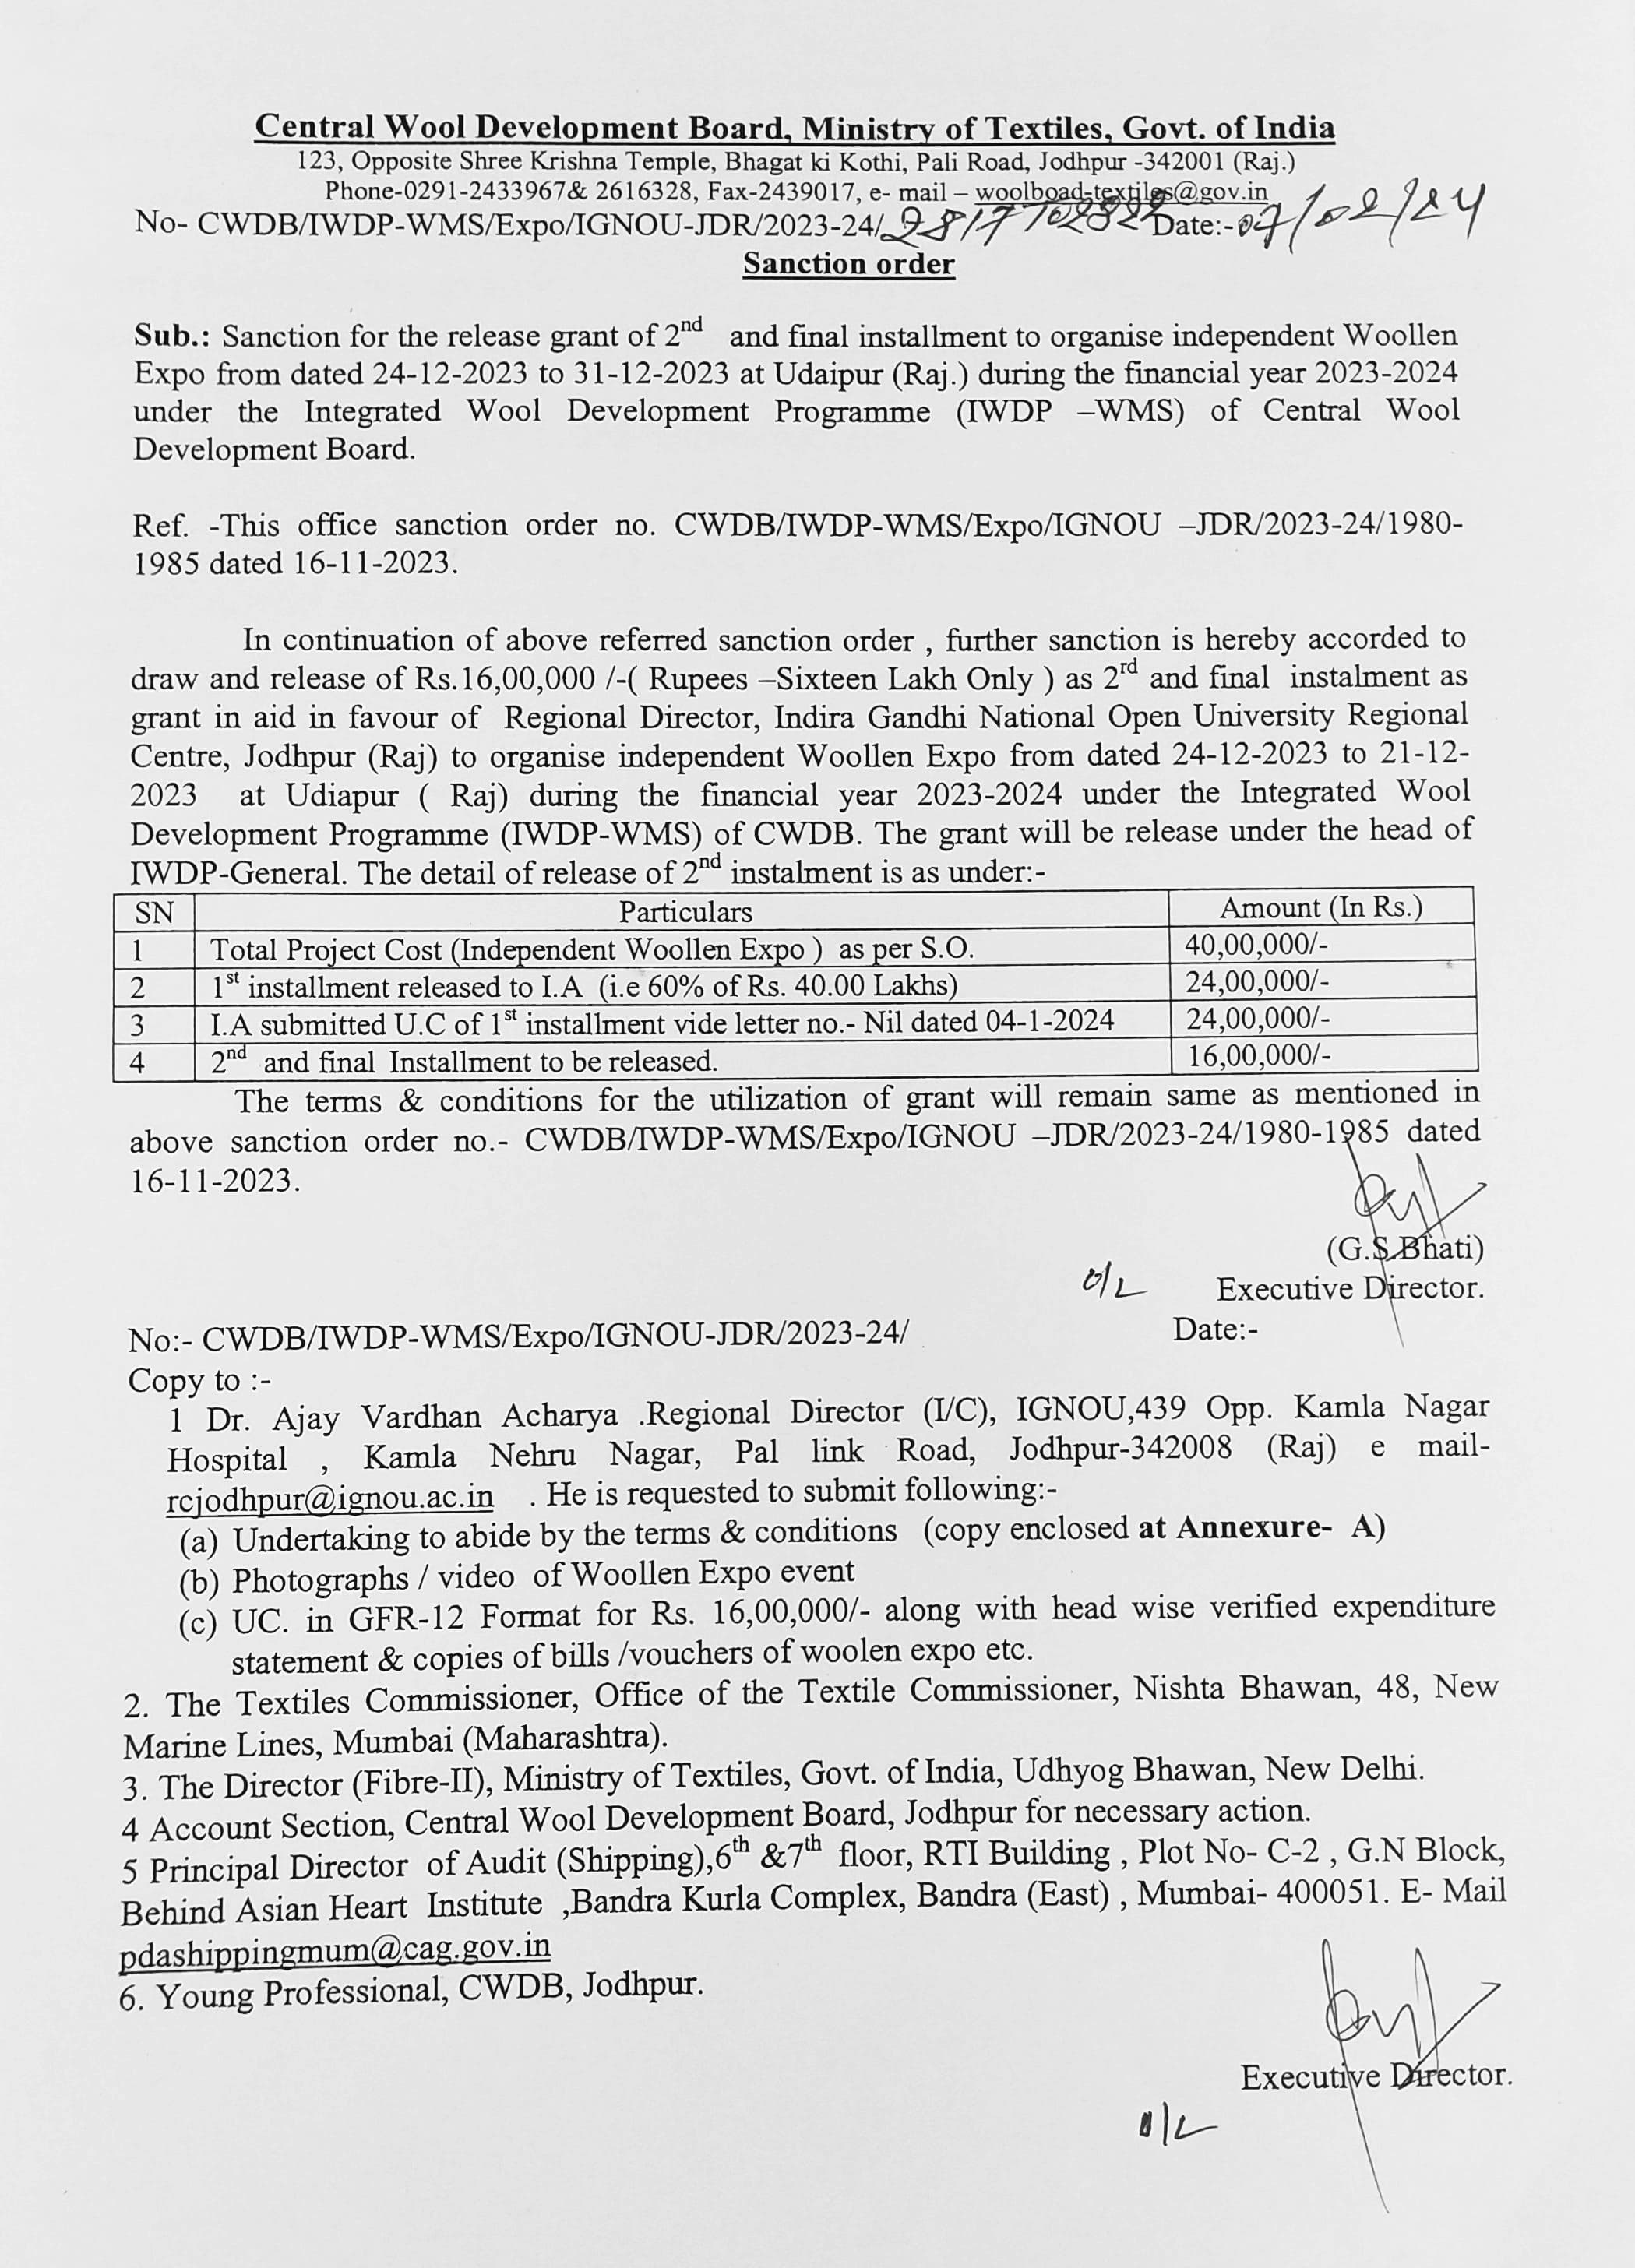 Central Wool Development Board, Ministry of Textiles, Govt. of India
123, Opposite Shree Krishna Temple, Bhagat ki Kothi, Pali Road, Jodhpur -342001 (Raj.)
Phone-0291-2433967& 2616328, Fax-2439017, e- mail – woolboad-textiles@gov.in
No- CWDB/IWDP-WMS/Expo/IGNOU-JDR/2023-24/ 2817 to 2822 Date:- 07/02/24
Sanction order
Sub.: Sanction for the release grant of 2nd and final installment to organise independent Woollen
Expo from dated 24-12-2023 to 31-12-2023 at Udaipur (Raj.) during the financial year 2023-2024
under the Integrated Wool Development Programme (IWDP –WMS) of Central Wool
Development Board.
Ref. -This office sanction order no. CWDB/IWDP-WMS/Expo/IGNOU –JDR/2023-24/1980-
1985 dated 16-11-2023.
In continuation of above referred sanction order , further sanction is hereby accorded to
draw and release of Rs.16,00,000 /-( Rupees –Sixteen Lakh Only ) as 2rd and final instalment as
grant in aid in favour of Regional Director, Indira Gandhi National Open University Regional
Centre, Jodhpur (Raj) to organise independent Woollen Expo from dated 24-12-2023 to 21-12-
2023 at Udiapur ( Raj) during the financial year 2023-2024 under the Integrated Wool
Development Programme (IWDP-WMS) of CWDB. The grant will be release under the head of
IWDP-General. The detail of release of 2nd instalment is as under:-
SN Particulars Amount (In Rs.)
1 Total Project Cost (Independent Woollen Expo ) as per S.O. 40,00,000/-
2 1st installment released to I.A (i.e 60% of Rs. 40.00 Lakhs) 24,00,000/-
3 I.A submitted U.C of 1st installment vide letter no.- Nil dated 04-1-2024 24,00,000/-
4 2nd and final Installment to be released. 16,00,000/-
The terms & conditions for the utilization of grant will remain same as mentioned in
above sanction order no.- CWDB/IWDP-WMS/Expo/IGNOU –JDR/2023-24/1980-1985 dated
16-11-2023.
(G.S.Bhati)
Executive Director.
No:- CWDB/IWDP-WMS/Expo/IGNOU-JDR/2023-24/ Date:-
Copy to :-
1 Dr. Ajay Vardhan Acharya .Regional Director (I/C), IGNOU,439 Opp. Kamla Nagar
Hospital , Kamla Nehru Nagar, Pal link Road, Jodhpur-342008 (Raj) e mail-
rcjodhpur@ignou.ac.in . He is requested to submit following:-
(a) Undertaking to abide by the terms & conditions (copy enclosed at Annexure- A)
(b) Photographs / video of Woollen Expo event
(c) UC. in GFR-12 Format for Rs. 16,00,000/- along with head wise verified expenditure
statement & copies of bills /vouchers of woolen expo etc.
2. The Textiles Commissioner, Office of the Textile Commissioner, Nishta Bhawan, 48, New
Marine Lines, Mumbai (Maharashtra).
3. The Director (Fibre-II), Ministry of Textiles, Govt. of India, Udhyog Bhawan, New Delhi.
4 Account Section, Central Wool Development Board, Jodhpur for necessary action.
5 Principal Director of Audit (Shipping),6th &7th floor, RTI Building , Plot No- C-2 , G.N Block,
Behind Asian Heart Institute ,Bandra Kurla Complex, Bandra (East) , Mumbai- 400051. E- Mail
pdashippingmum@cag.gov.in
6. Young Professional, CWDB, Jodhpur.
Executive Director.